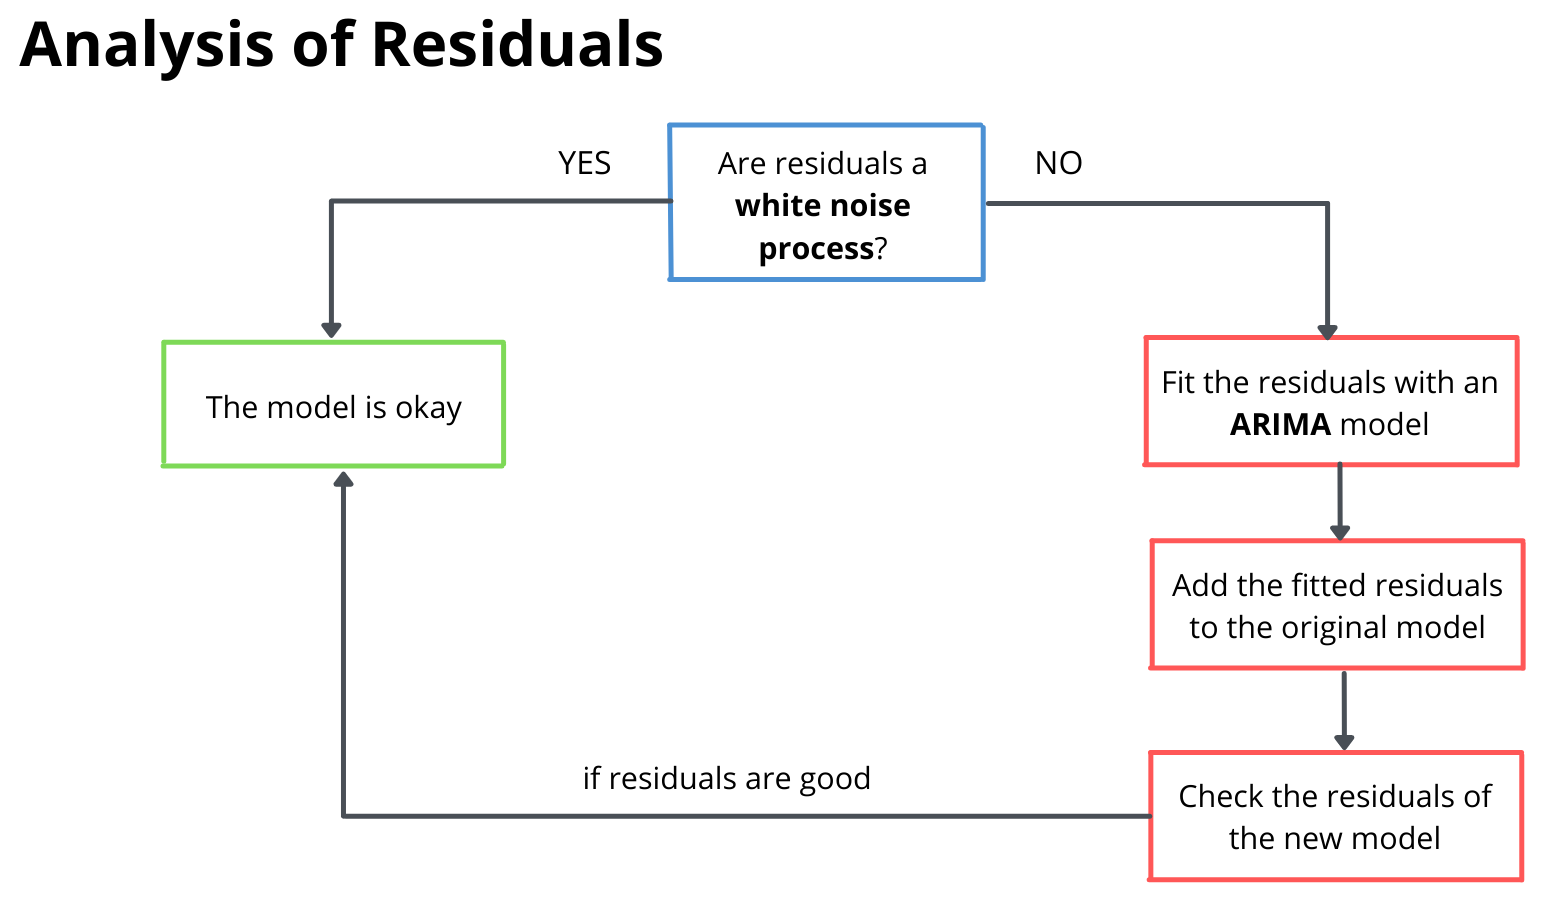 Analysis of Residuals
YES
Are residuals a
white noise
process?
NO
The model is okay
Fit the residuals with an
ARIMA model
Add the fitted residuals
to the original model
if residuals are good
Check the residuals of
the new model